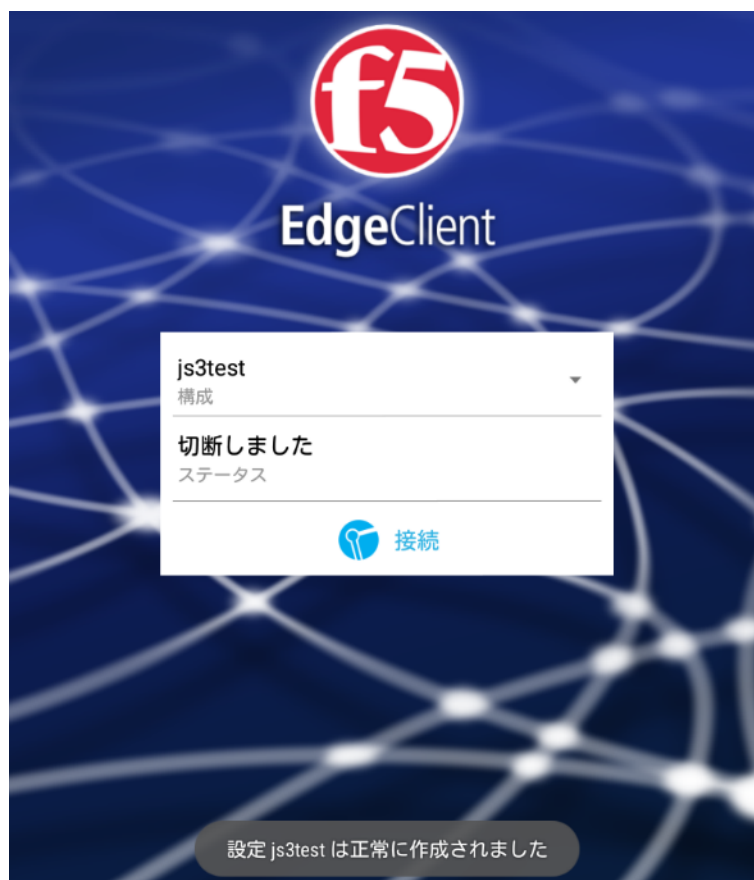 f5
EdgeClient
js3test
構成
切断しました
ステータス
接続
設定 js3test は正常に作成されました